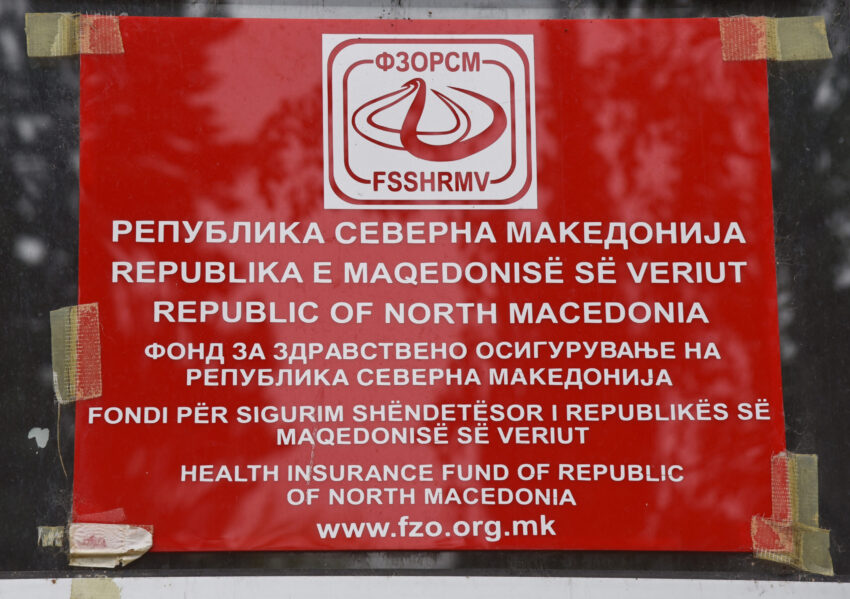 ФЗОРСМ
FSSHRMV
РЕПУБЛИКА СЕВЕРНА МАКЕДОНИЈА
REPUBLIKA E MAQEDONISË SË VERIUT
REPUBLIC OF NORTH MACEDONIA
ФОНД ЗА ЗДРАВСТВЕНО ОСИГУРУВАЊЕ НА
РЕПУБЛИКА СЕВЕРНА МАКЕДОНИЈА
FONDI PËR SIGURIM SHËNDETËSOR I REPUBLIKËS SË
MAQEDONISË SË VERIUT
HEALTH INSURANCE FUND OF REPUBLIC
OF NORTH MACEDONIA
www.fzo.org.mk